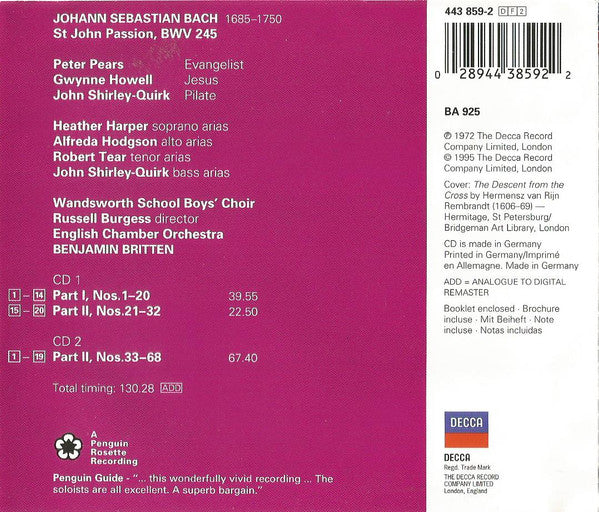 JOHANN SEBASTIAN BACH 1685–1750
St John Passion, BWV 245
Peter Pears Evangelist
Gwynne Howell Jesus
John Shirley-Quirk Pilate
Heather Harper soprano arias
Alfreda Hodgson alto arias
Robert Tear tenor arias
John Shirley-Quirk bass arias
Wandsworth School Boys' Choir
Russell Burgess director
English Chamber Orchestra
BENJAMIN BRITTEN
CD 1
1 – 14 Part I, Nos.1–20 39.55
15 – 20 Part II, Nos.21–32 22.50
CD 2
1 – 19 Part II, Nos.33–68 67.40
Total timing: 130.28 ADD
A
Penguin
Rosette
Recording
Penguin Guide - "... this wonderfully vivid recording ... The
soloists are all excellent. A superb bargain."
443 859-2 DF2
0 28944 38592 2
BA 925
℗ 1972 The Decca Record
Company Limited, London
© 1995 The Decca Record
Company Limited, London
Cover: The Descent from the
Cross by Hermensz van Rijn
Rembrandt (1606–69) —
Hermitage, St Petersburg/
Bridgeman Art Library, London
CD is made in Germany
Printed in Germany/Imprimé
en Allemagne. Made in Germany
ADD = ANALOGUE TO DIGITAL
REMASTER
Booklet enclosed · Brochure
incluse · Mit Beiheft · Note
incluse · Notas incluidas
DECCA
DECCA
Regd. Trade Mark
THE DECCA RECORD
COMPANY LIMITED
London, England